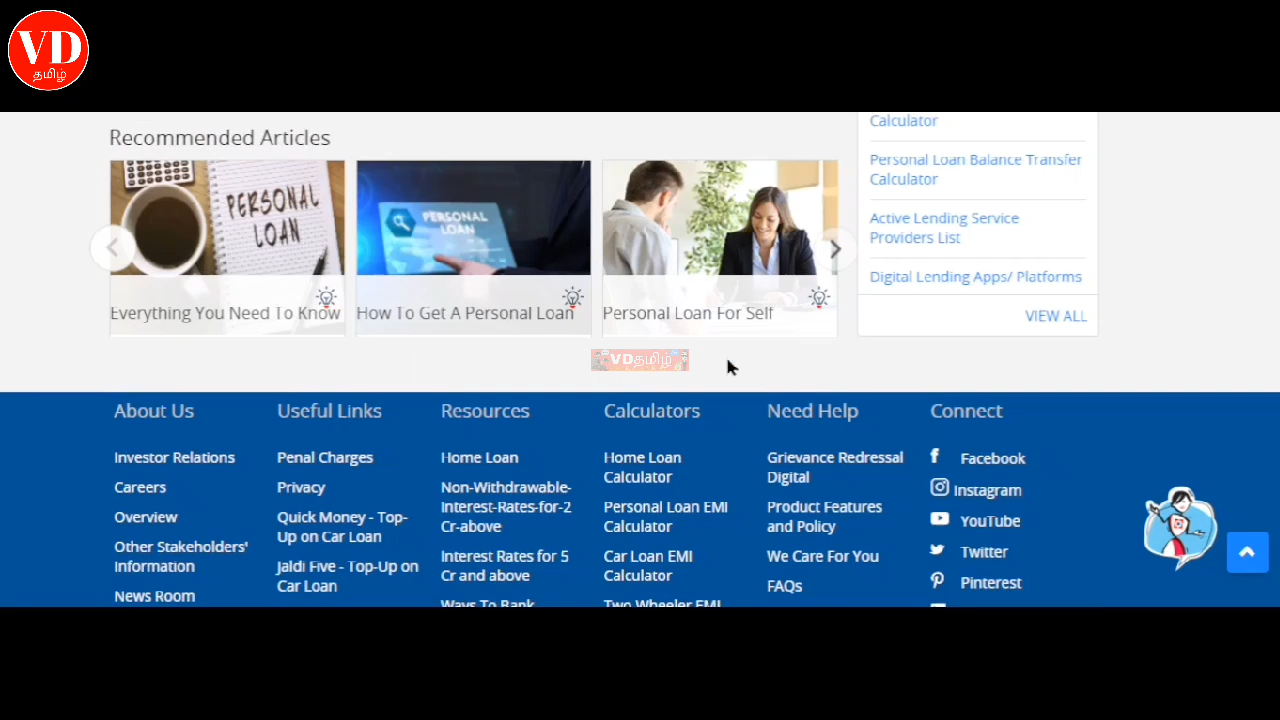 VD
தமிழ்
Recommended Articles
PERSONAL
LOAN
Everything You Need To Know
PERSONAL
LOAN
How To Get A Personal Loan
Personal Loan For Self
Calculator
Personal Loan Balance Transfer
Calculator
Active Lending Service
Providers List
Digital Lending Apps/ Platforms
VIEW ALL
VDதமிழ்
About Us
Investor Relations
Careers
Overview
Other Stakeholders'
Information
News Room
Useful Links
Penal Charges
Privacy
Quick Money - Top-
Up on Car Loan
Jaldi Five - Top-Up on
Car Loan
Resources
Home Loan
Non-Withdrawable-
Interest-Rates-for-2
Cr-above
Interest Rates for 5
Cr and above
Ways To Bank
Calculators
Home Loan
Calculator
Personal Loan EMI
Calculator
Car Loan EMI
Calculator
Two Wheeler EMI
Need Help
Grievance Redressal
Digital
Product Features
and Policy
We Care For You
FAQs
Connect
Facebook
Instagram
YouTube
Twitter
Pinterest